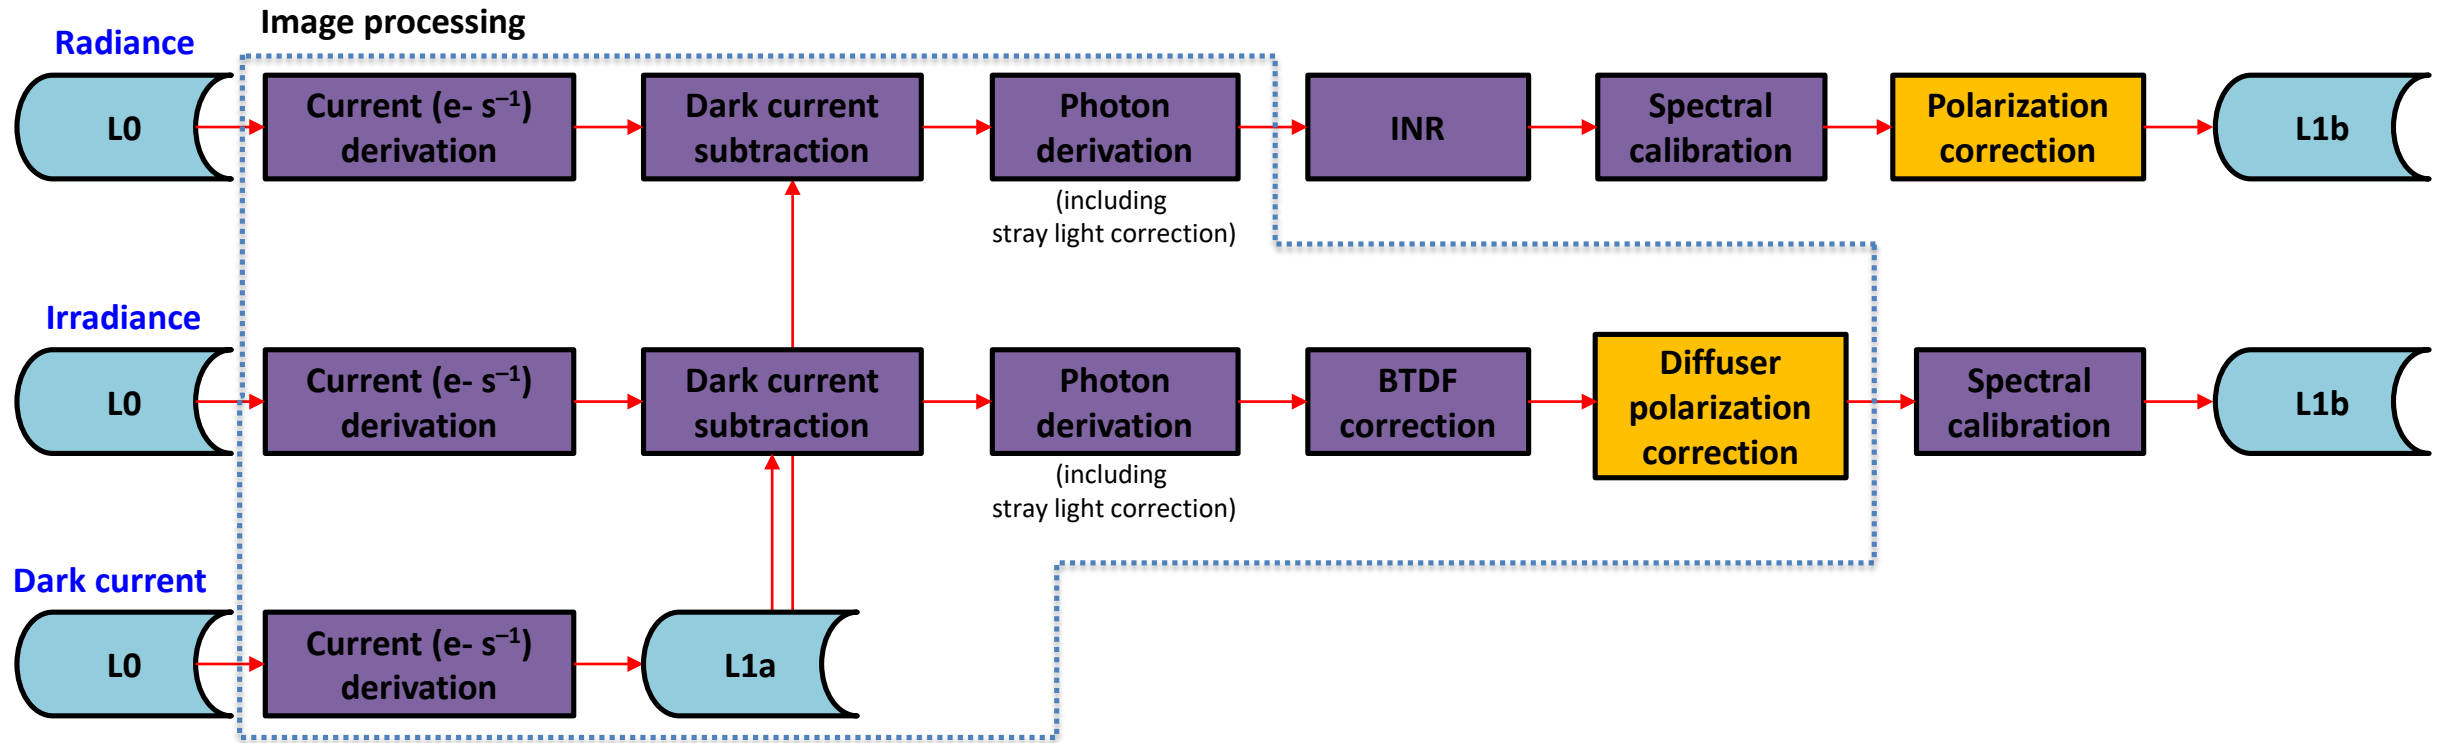 Image processing
Radiance
L0
Current (e- s⁻¹)
derivation
Dark current
subtraction
Photon
derivation
(including
stray light correction)
INR
Spectral
calibration
Polarization
correction
L1b
Irradiance
L0
Current (e- s⁻¹)
derivation
Dark current
subtraction
Photon
derivation
(including
stray light correction)
BTDF
correction
Diffuser
polarization
correction
Spectral
calibration
L1b
Dark current
L0
Current (e- s⁻¹)
derivation
L1a